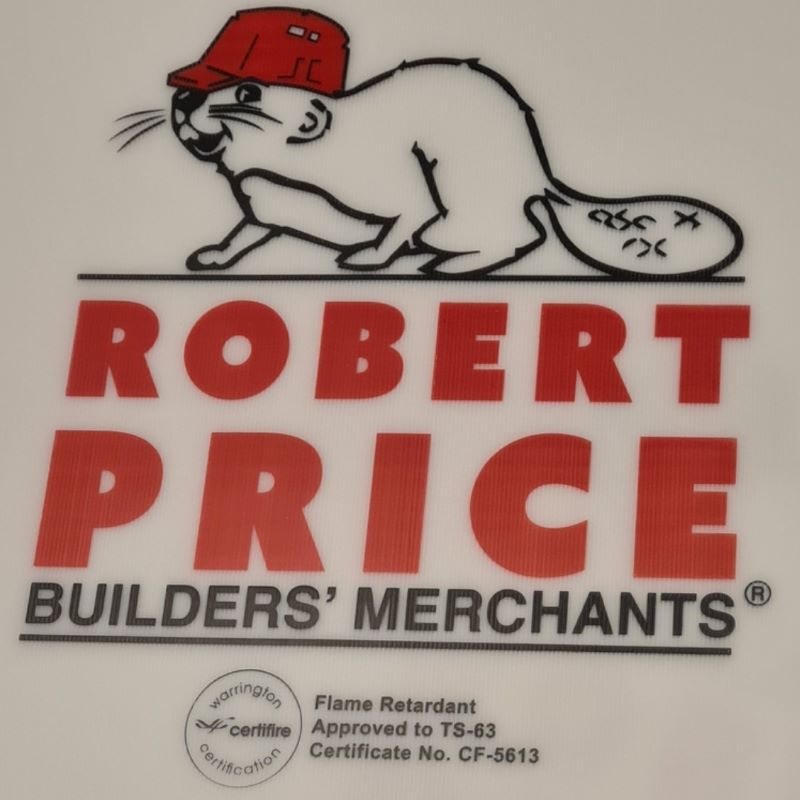 ROBERT
PRICE
BUILDERS' MERCHANTS®
warrington
certifire
certification
Flame Retardant
Approved to TS-63
Certificate No. CF-5613